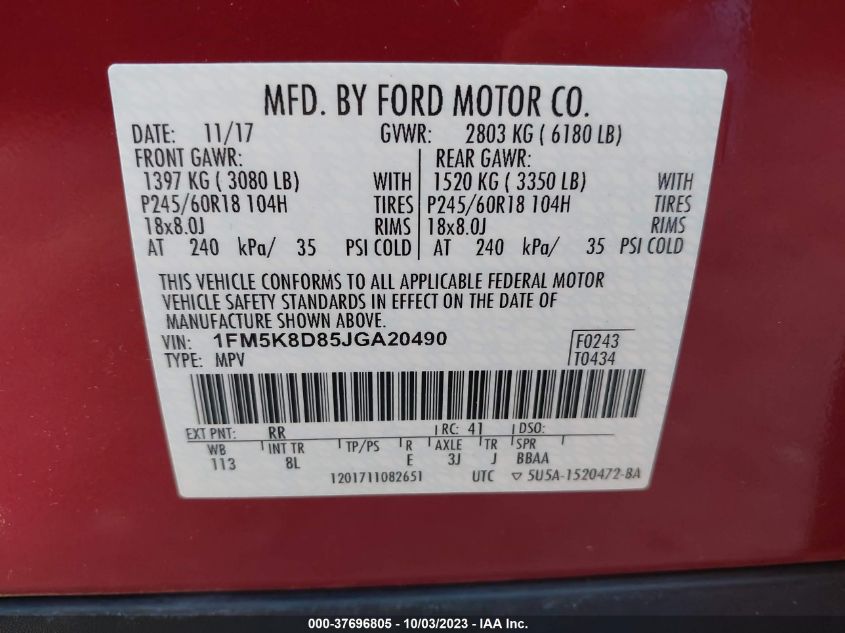 MFD. BY FORD MOTOR CO.
DATE: 11/17 GVWR: 2803 KG ( 6180 LB)
FRONT GAWR: REAR GAWR:
1397 KG ( 3080 LB) WITH 1520 KG ( 3350 LB) WITH
P245/60R18 104H TIRES P245/60R18 104H TIRES
18x8.0J RIMS 18x8.0J RIMS
AT 240 kPa/ 35 PSI COLD AT 240 kPa/ 35 PSI COLD
THIS VEHICLE CONFORMS TO ALL APPLICABLE FEDERAL MOTOR
VEHICLE SAFETY STANDARDS IN EFFECT ON THE DATE OF
MANUFACTURE SHOWN ABOVE.
VIN: 1FM5K8D85JGA20490 F0243
TYPE: MPV T0434
EXT PNT: RR RC: 41 DSO:
WB INT TR TP/PS R AXLE TR SPR
113 8L E 3J J BBAA
1201711082651 UTC ▽ 5U5A-1520472-BA
000-37696805 - 10/03/2023 - IAA Inc.